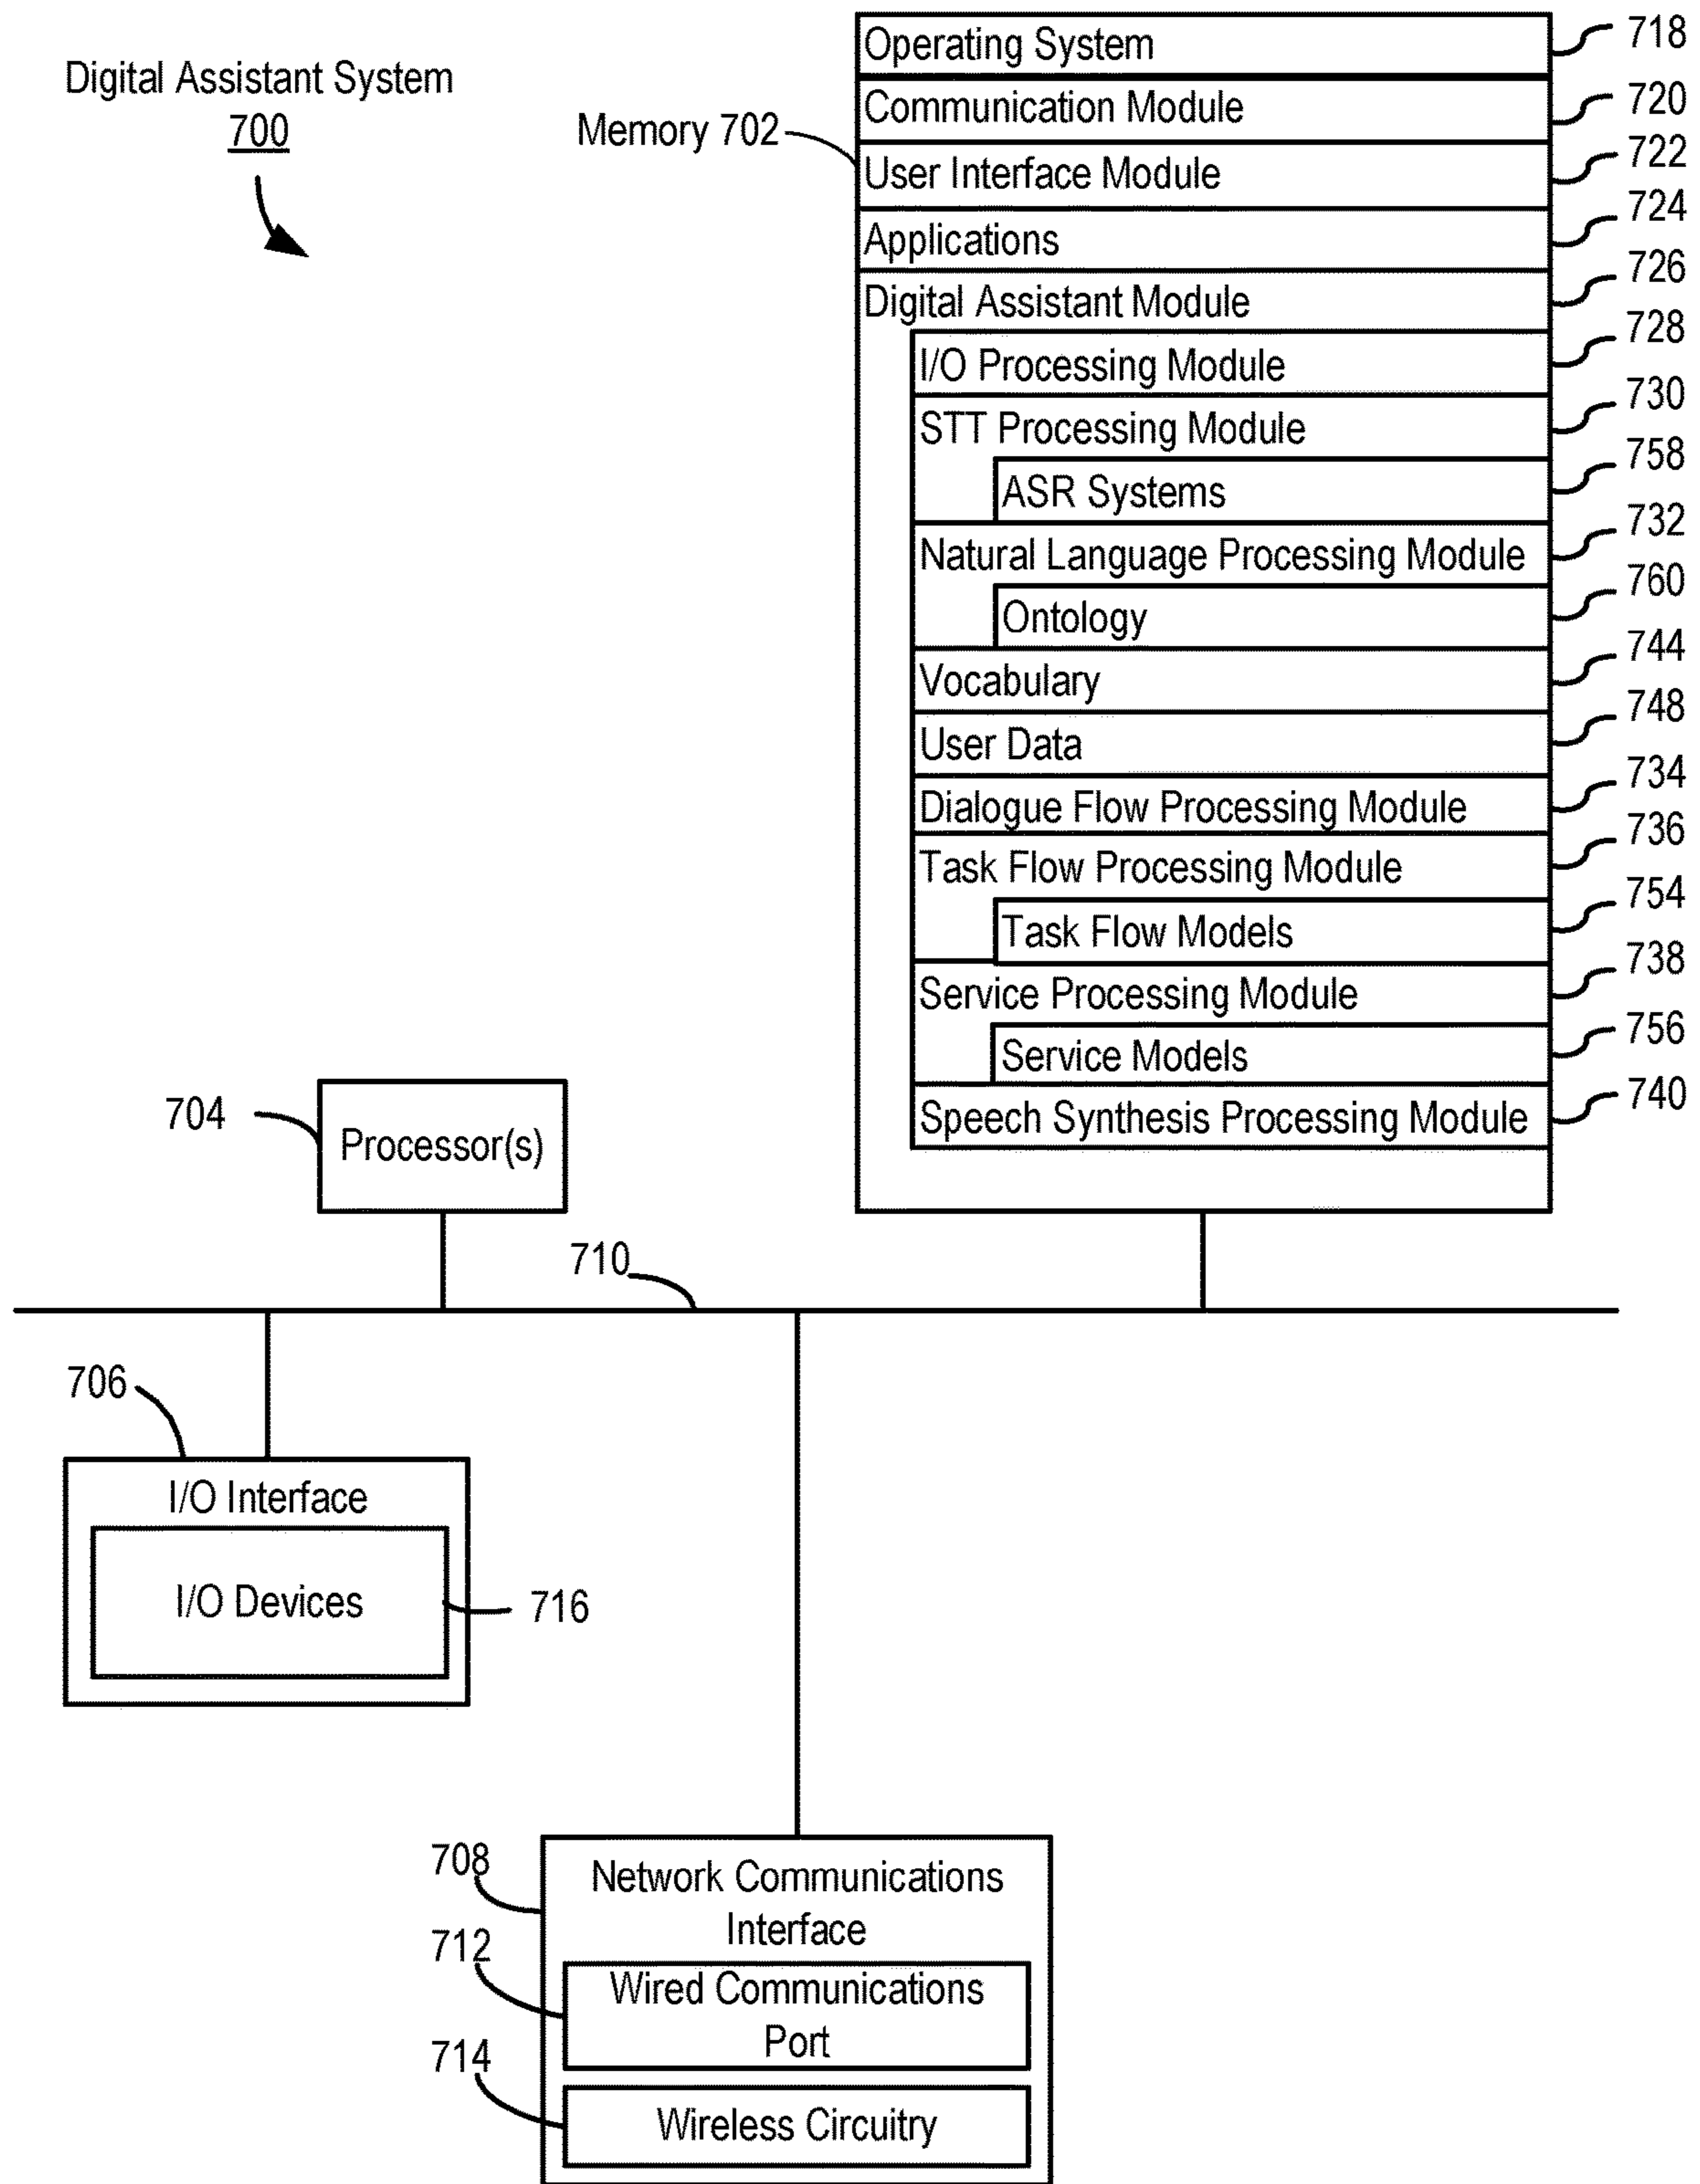 Digital Assistant System
700
Memory 702
Operating System 718
Communication Module 720
User Interface Module 722
Applications 724
Digital Assistant Module 726
I/O Processing Module 728
STT Processing Module 730
ASR Systems 758
Natural Language Processing Module 732
Ontology 760
Vocabulary 744
User Data 748
Dialogue Flow Processing Module 734
Task Flow Processing Module 736
Task Flow Models 754
Service Processing Module 738
Service Models 756
Speech Synthesis Processing Module 740
704
Processor(s)
710
706
I/O Interface
I/O Devices
716
708
Network Communications
Interface
712
Wired Communications
Port
714
Wireless Circuitry